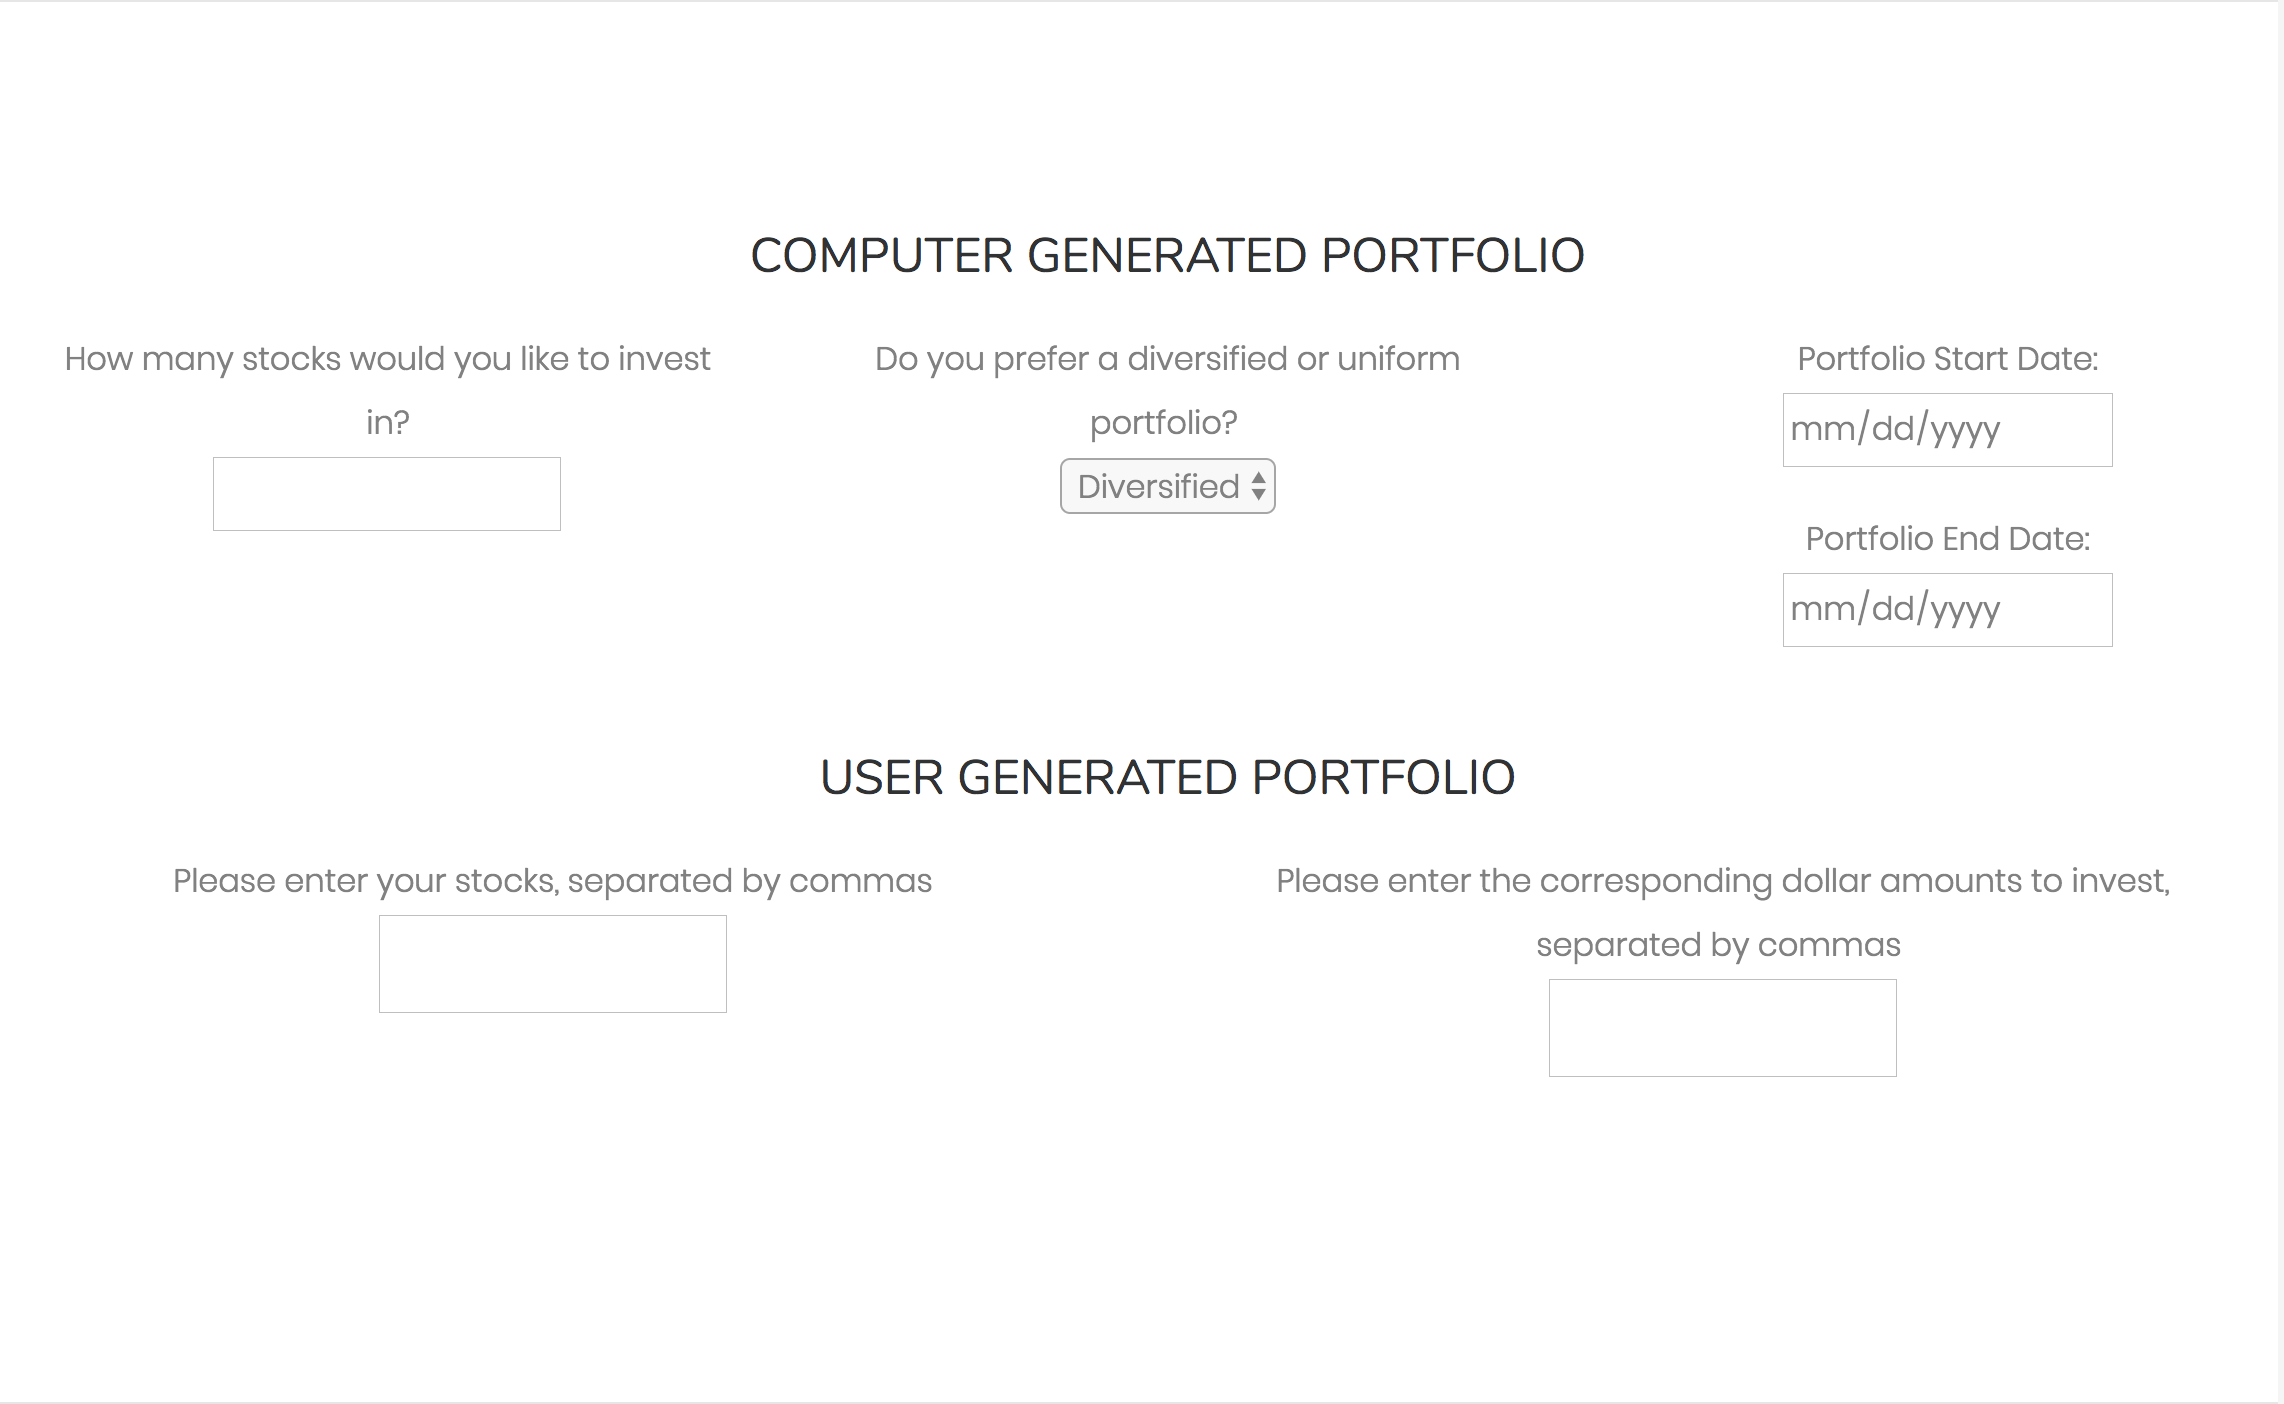 COMPUTER GENERATED PORTFOLIO
How many stocks would you like to invest
in?
Do you prefer a diversified or uniform
portfolio?
Diversified
Portfolio Start Date:
mm/dd/yyyy
Portfolio End Date:
mm/dd/yyyy
USER GENERATED PORTFOLIO
Please enter your stocks, separated by commas
Please enter the corresponding dollar amounts to invest,
separated by commas